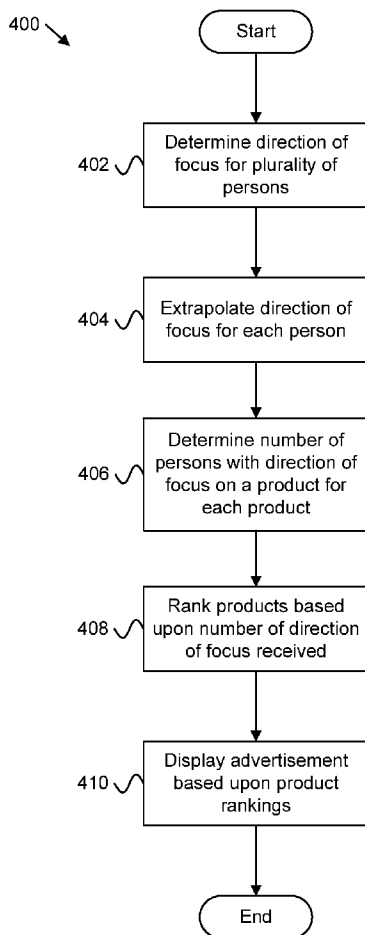 400
Start
402
Determine direction of
focus for plurality of
persons
404
Extrapolate direction of
focus for each person
406
Determine number of
persons with direction of
focus on a product for
each product
408
Rank products based
upon number of direction
of focus received
410
Display advertisement
based upon product
rankings
End